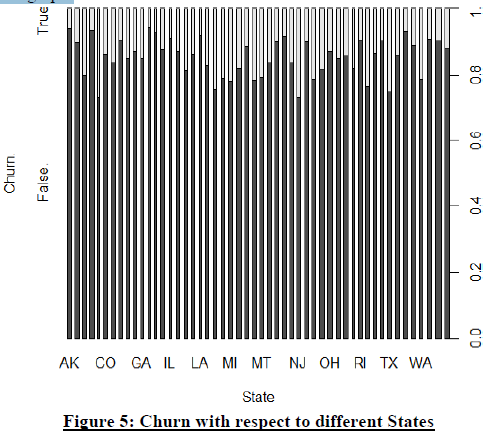 True
False.
Churn
1.
0.8
0.6
0.4
0.2
0.0
AK CO GA IL LA MI MT NJ OH RI TX WA
State
Figure 5: Churn with respect to different States